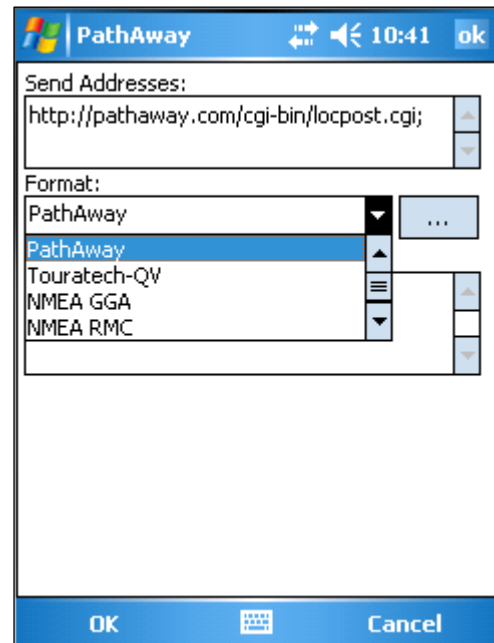 PathAway 10:41 ok
Send Addresses:
http://pathaway.com/cgi-bin/locpost.cgi;
Format:
PathAway ...
PathAway
Touratech-QV
NMEA GGA
NMEA RMC
OK Cancel